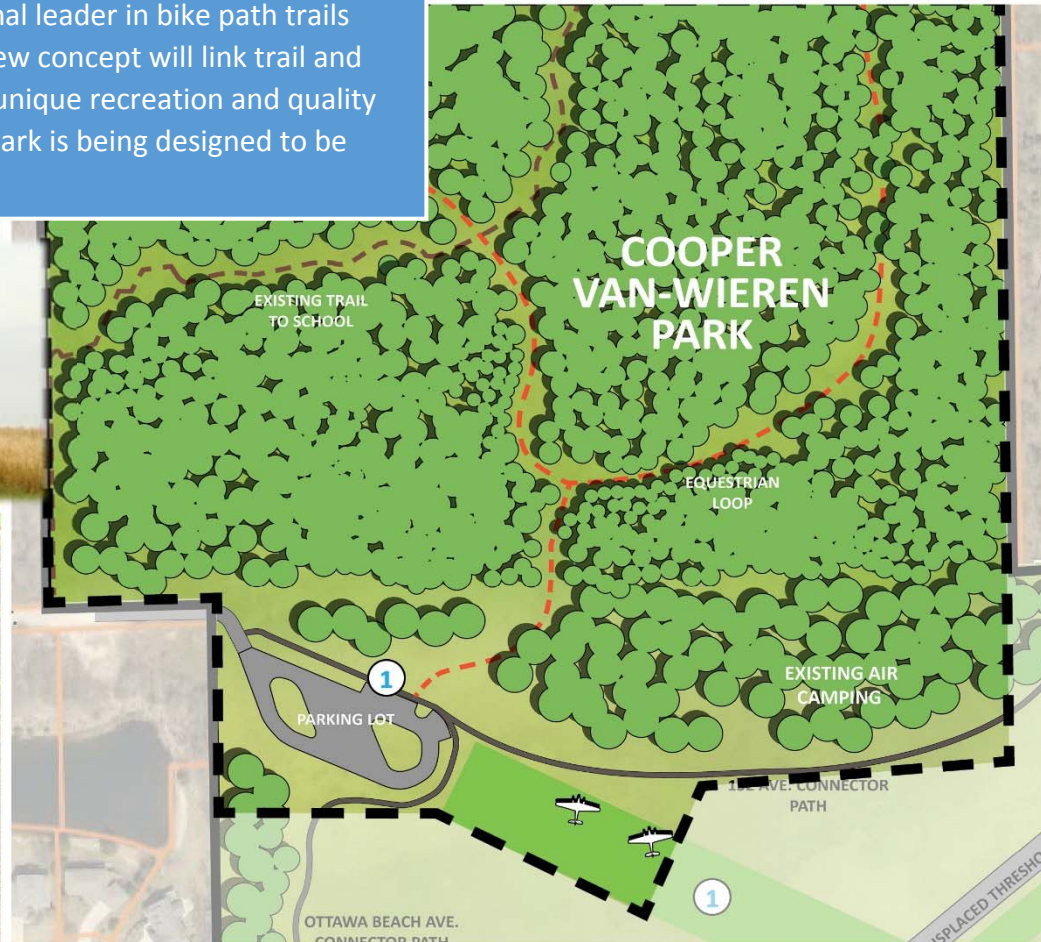 nal leader in bike path trails
ew concept will link trail and
unique recreation and quality
ark is being designed to be
COOPER
VAN-WIEREN
PARK
EXISTING TRAIL
TO SCHOOL
EQUESTRIAN
LOOP
EXISTING AIR
CAMPING
1
PARKING LOT
AVE. CONNECTOR
PATH
1
OTTAWA BEACH AVE.
CONNECTOR PATH
ISPLACED THRESHO